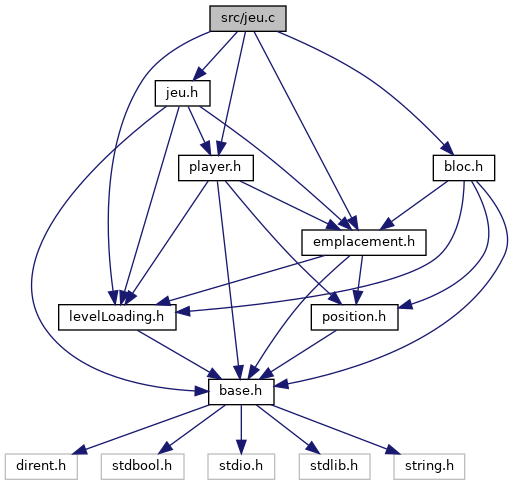 src/jeu.c
jeu.h
player.h
bloc.h
emplacement.h
levelLoading.h
position.h
base.h
dirent.h
stdbool.h
stdio.h
stdlib.h
string.h